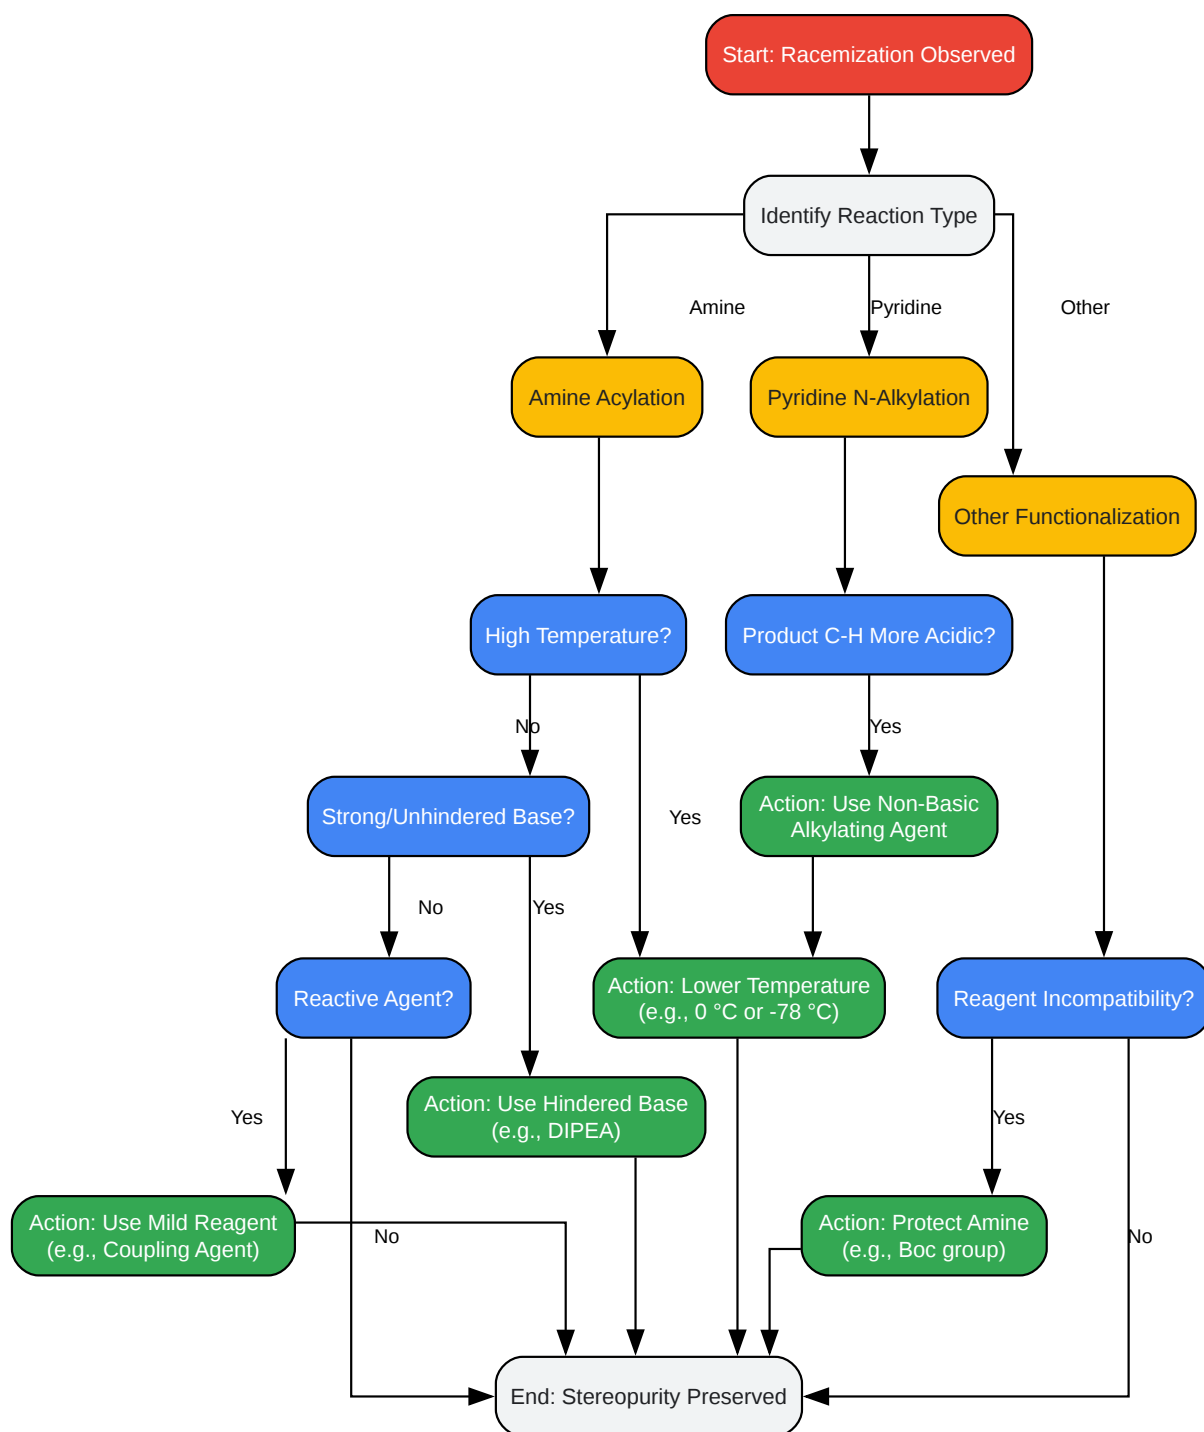 Start: Racemization Observed
Identify Reaction Type
Amine
Pyridine
Other
Amine Acylation
Pyridine N-Alkylation
Other Functionalization
High Temperature?
Product C-H More Acidic?
No
Yes
Strong/Unhindered Base?
Action: Use Non-Basic
Alkylating Agent
Yes
No
Yes
Reactive Agent?
Action: Lower Temperature
(e.g., 0 °C or -78 °C)
Reagent Incompatibility?
Action: Use Hindered Base
(e.g., DIPEA)
Yes
Yes
Action: Use Mild Reagent
(e.g., Coupling Agent)
No
Action: Protect Amine
(e.g., Boc group)
No
End: Stereopurity Preserved